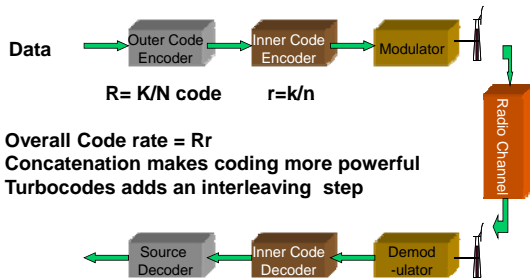 Data
Outer Code
Encoder
Inner Code
Encoder
Modulator
R= K/N code
r=k/n
Radio Channel
Overall Code rate = Rr
Concatenation makes coding more powerful
Turbocodes adds an interleaving step
Source
Decoder
Inner Code
Decoder
Demod
-ulator